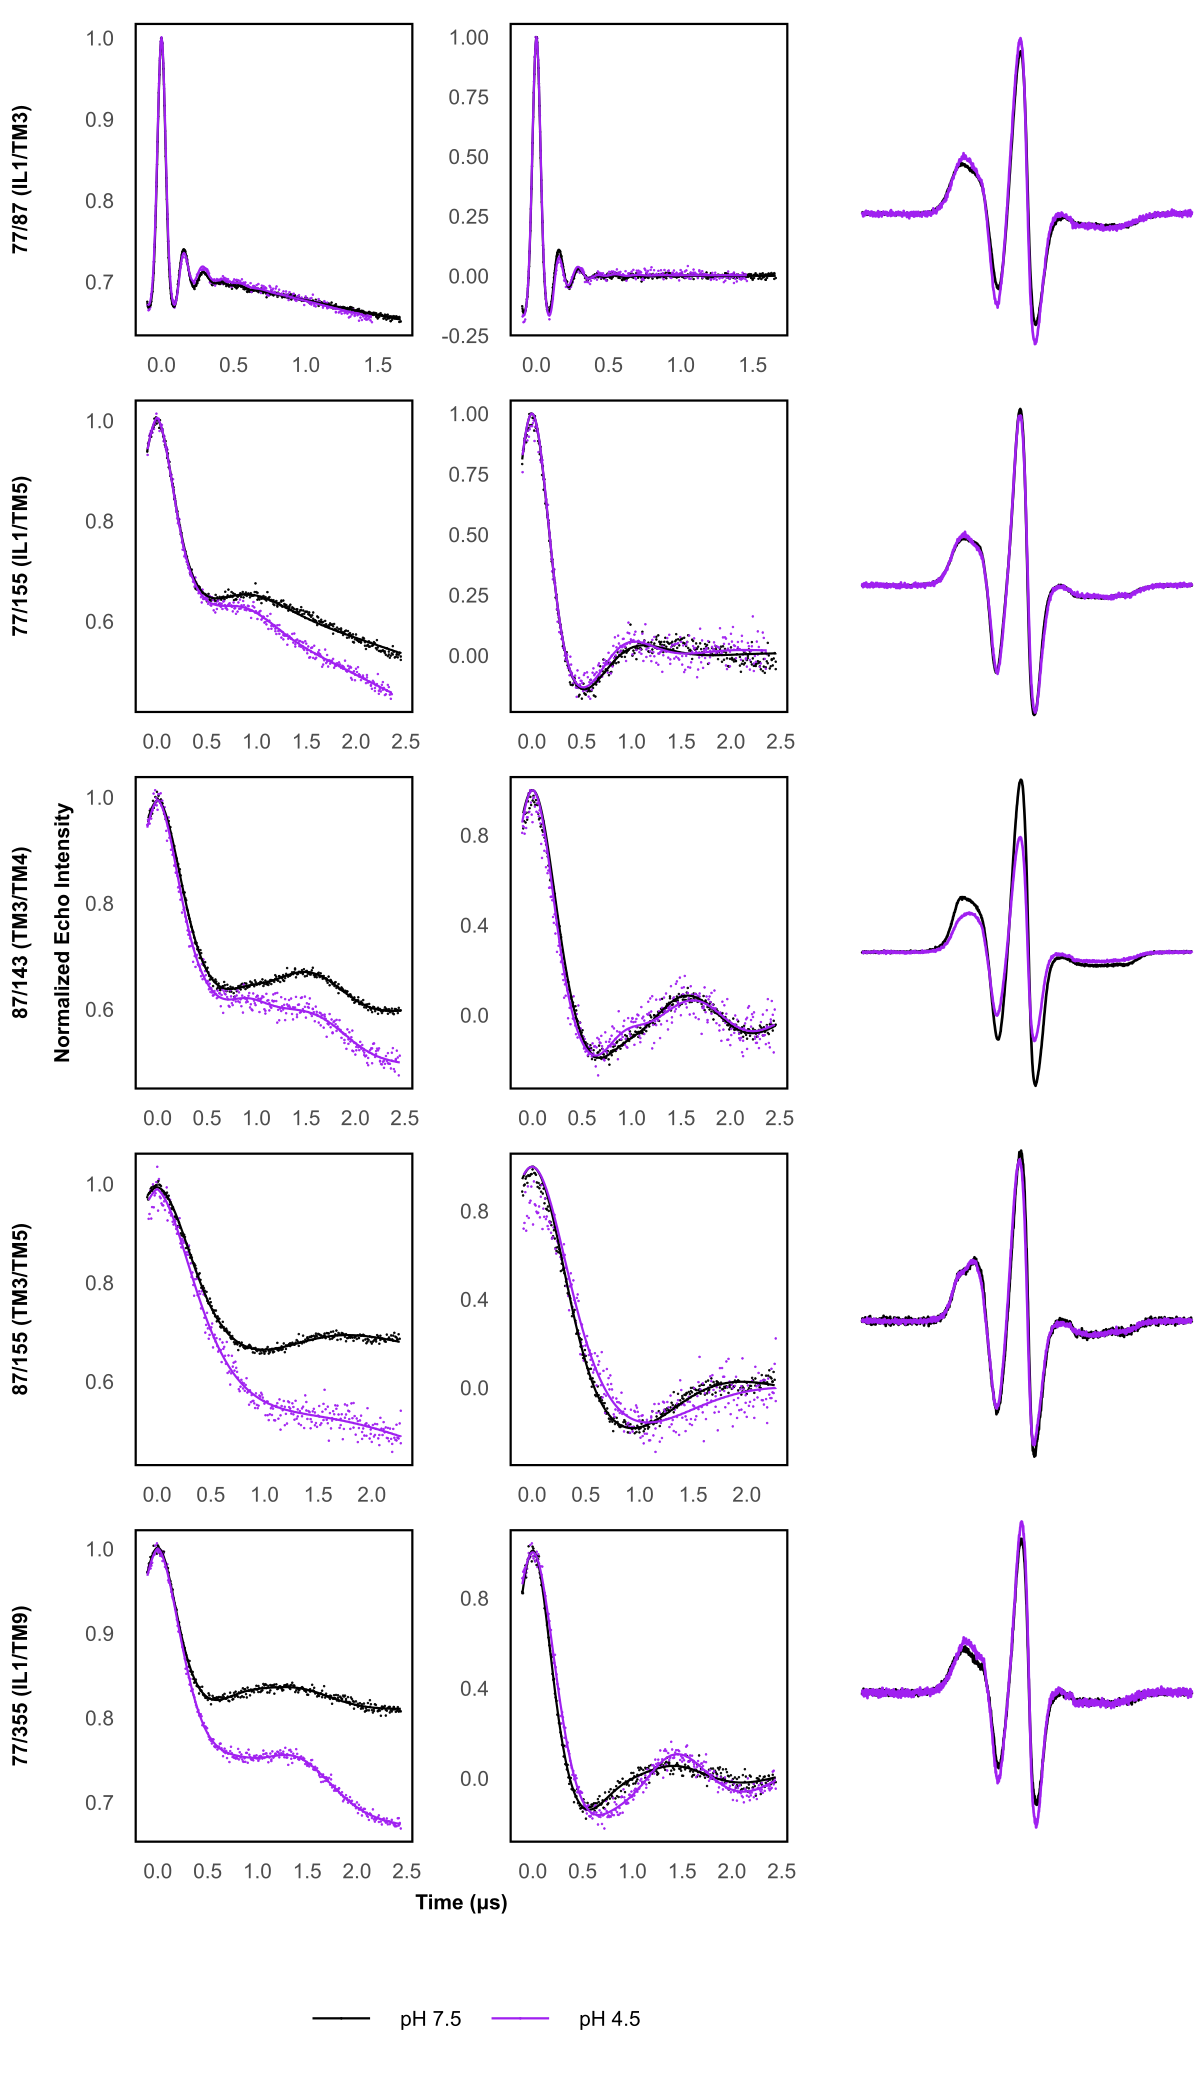 77/87 (IL1/TM3)
1.0
0.9
0.8
0.7
0.0 0.5 1.0 1.5
1.00
0.75
0.50
0.25
0.00
-0.25
0.0 0.5 1.0 1.5
77/155 (IL1/TM5)
1.0
0.8
0.6
0.0 0.5 1.0 1.5 2.0 2.5
1.00
0.75
0.50
0.25
0.00
0.0 0.5 1.0 1.5 2.0 2.5
87/143 (TM3/TM4)
Normalized Echo Intensity
1.0
0.8
0.6
0.0 0.5 1.0 1.5 2.0 2.5
0.8
0.4
0.0
0.0 0.5 1.0 1.5 2.0 2.5
87/155 (TM3/TM5)
1.0
0.8
0.6
0.0 0.5 1.0 1.5 2.0
0.8
0.4
0.0
0.0 0.5 1.0 1.5 2.0
77/355 (IL1/TM9)
1.0
0.9
0.8
0.7
0.0 0.5 1.0 1.5 2.0 2.5
0.8
0.4
0.0
0.0 0.5 1.0 1.5 2.0 2.5
Time (µs)
pH 7.5 pH 4.5